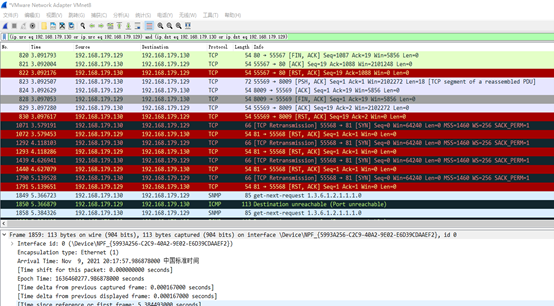 *VMware Network Adapter VMnet8
文件(F) 编辑(E) 视图(V) 跳转(G) 捕获(C) 分析(A) 统计(S) 电话(Y) 无线(W) 工具(T) 帮助(H)
(ip.src eq 192.168.179.129 or ip.src eq 192.168.179.130) and (ip.dst eq 192.168.179.130 or ip.dst eq 192.168.179.129)
No. Time Source Destination Protocol Length Info
820 3.091793 192.168.179.130 192.168.179.129 TCP 54 80 → 55567 [FIN, ACK] Seq=1087 Ack=19 Win=5856 Len=0
821 3.092004 192.168.179.130 192.168.179.129 TCP 54 80 → 55567 [ACK] Seq=1088 Ack=19 Win=2101248 Len=0
822 3.092176 192.168.179.130 192.168.179.129 TCP 54 55567 → 80 [RST, ACK] Seq=19 Ack=1088 Win=0 Len=0
823 3.092507 192.168.179.129 192.168.179.130 TCP 72 55569 → 8009 [PSH, ACK] Seq=1 Ack=1 Win=2102272 Len=18 [TCP segment of a reassembled PDU]
824 3.092629 192.168.179.130 192.168.179.129 TCP 54 8009 → 55569 [ACK] Seq=1 Ack=19 Win=5856 Len=0
828 3.097053 192.168.179.130 192.168.179.129 TCP 54 8009 → 55569 [FIN, ACK] Seq=1 Ack=19 Win=5856 Len=0
829 3.097280 192.168.179.129 192.168.179.130 TCP 54 55569 → 8009 [ACK] Seq=19 Ack=2 Win=2102272 Len=0
830 3.097617 192.168.179.129 192.168.179.130 TCP 54 55569 → 8009 [RST, ACK] Seq=19 Ack=2 Win=0 Len=0
1071 3.579191 192.168.179.129 192.168.179.130 TCP 66 [TCP Retransmission] 55568 → 81 [SYN] Seq=0 Win=64240 Len=0 MSS=1460 WS=256 SACK_PERM=1
1072 3.579453 192.168.179.130 192.168.179.129 TCP 54 81 → 55568 [RST, ACK] Seq=1 Ack=1 Win=0 Len=0
1292 4.118103 192.168.179.129 192.168.179.130 TCP 66 [TCP Retransmission] 55568 → 81 [SYN] Seq=0 Win=64240 Len=0 MSS=1460 WS=256 SACK_PERM=1
1293 4.118286 192.168.179.130 192.168.179.129 TCP 54 81 → 55568 [RST, ACK] Seq=1 Ack=1 Win=0 Len=0
1439 4.626941 192.168.179.129 192.168.179.130 TCP 66 [TCP Retransmission] 55568 → 81 [SYN] Seq=0 Win=64240 Len=0 MSS=1460 WS=256 SACK_PERM=1
1440 4.627079 192.168.179.130 192.168.179.129 TCP 54 81 → 55568 [RST, ACK] Seq=1 Ack=1 Win=0 Len=0
1790 5.139528 192.168.179.129 192.168.179.130 TCP 66 [TCP Retransmission] 55568 → 81 [SYN] Seq=0 Win=64240 Len=0 MSS=1460 WS=256 SACK_PERM=1
1791 5.139651 192.168.179.130 192.168.179.129 TCP 54 81 → 55568 [RST, ACK] Seq=1 Ack=1 Win=0 Len=0
1849 5.366723 192.168.179.129 192.168.179.130 SNMP 85 get-next-request 1.3.6.1.2.1.1.1.0
1850 5.366879 192.168.179.130 192.168.179.129 ICMP 113 Destination unreachable (Port unreachable)
1858 5.384326 192.168.179.129 192.168.179.130 SNMP 85 get-next-request 1.3.6.1.2.1.1.1.0
Frame 1859: 113 bytes on wire (904 bits), 113 bytes captured (904 bits) on interface \Device\NPF_{5993A256-C2C9-40A2-9E02-E6D39CDAAEF2}, id 0
Interface id: 0 (\Device\NPF_{5993A256-C2C9-40A2-9E02-E6D39CDAAEF2})
Encapsulation type: Ethernet (1)
Arrival Time: Nov 9, 2021 20:17:57.986878000 中国标准时间
[Time shift for this packet: 0.000000000 seconds]
Epoch Time: 1636460277.986878000 seconds
[Time delta from previous captured frame: 0.000167000 seconds]
[Time delta from previous displayed frame: 0.000167000 seconds]
[Time since reference or first frame: 5.384493000 seconds]